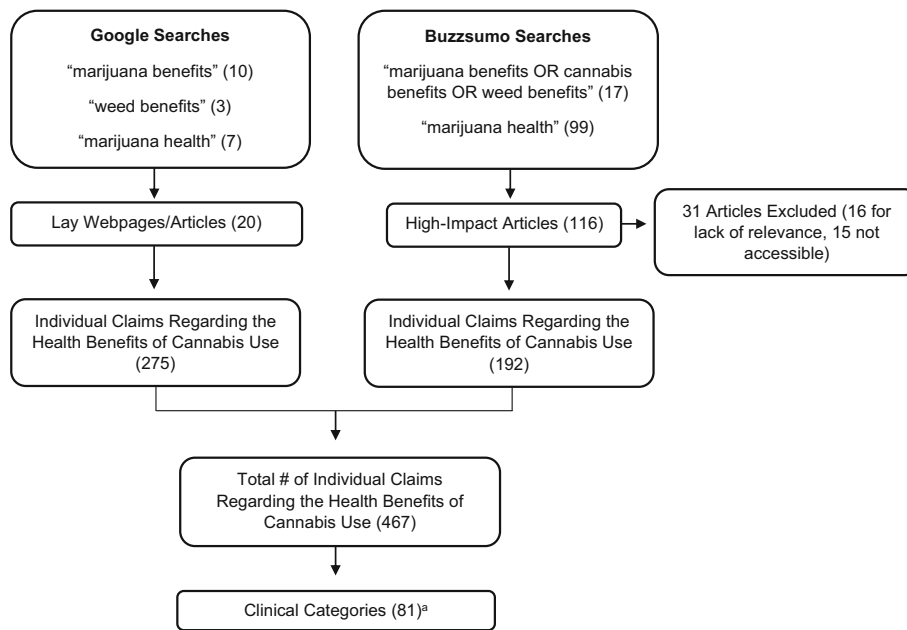 Google Searches
“marijuana benefits” (10)
“weed benefits” (3)
“marijuana health” (7)
Buzzsumo Searches
“marijuana benefits OR cannabis
benefits OR weed benefits” (17)
“marijuana health” (99)
Lay Webpages/Articles (20)
High-Impact Articles (116)
31 Articles Excluded (16 for
lack of relevance, 15 not
accessible)
Individual Claims Regarding the
Health Benefits of Cannabis Use
(275)
Individual Claims Regarding the
Health Benefits of Cannabis Use
(192)
Total # of Individual Claims
Regarding the Health Benefits of
Cannabis Use (467)
Clinical Categories (81)ᵃ